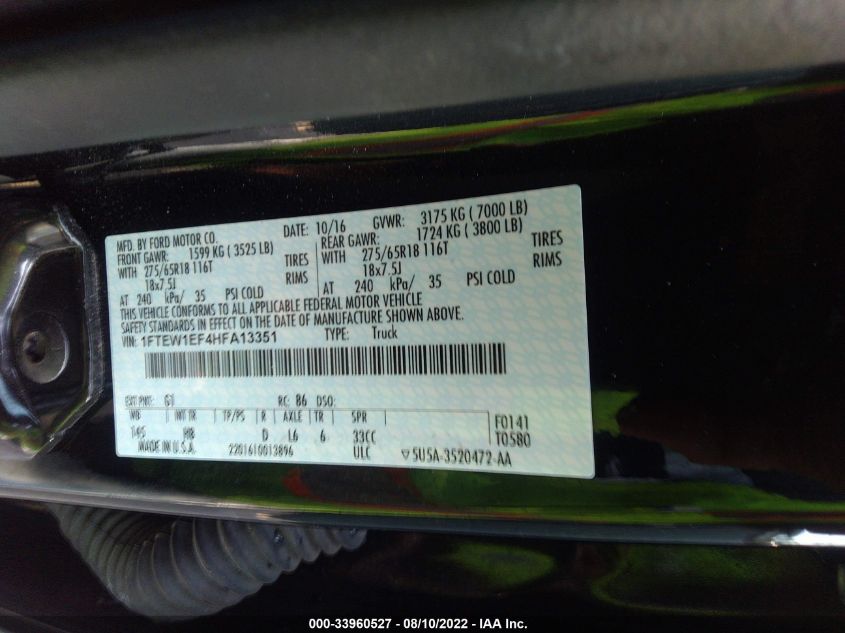 MFD. BY FORD MOTOR CO. DATE: 10/16 GVWR: 3175 KG ( 7000 LB)
FRONT GAWR: 1599 KG ( 3525 LB) REAR GAWR: 1724 KG ( 3800 LB)
WITH 275/65R18 116T TIRES WITH 275/65R18 116T TIRES
18x7.5J RIMS 18x7.5J RIMS
AT 240 kPa/ 35 PSI COLD AT 240 kPa/ 35 PSI COLD
THIS VEHICLE CONFORMS TO ALL APPLICABLE FEDERAL MOTOR VEHICLE
SAFETY STANDARDS IN EFFECT ON THE DATE OF MANUFACTURE SHOWN ABOVE.
VIN: 1FTEW1EF4HFA13351 TYPE: Truck
EXT PNT: G1 RC: 86 DSO:
WB INT TR TP/PS R AXLE TR SPR F0141
145 D L6 6 33CC T0580
MADE IN U.S.A. 2201610013896 ULC 5U5A-3520472-AA
000-33960527 - 08/10/2022 - IAA Inc.